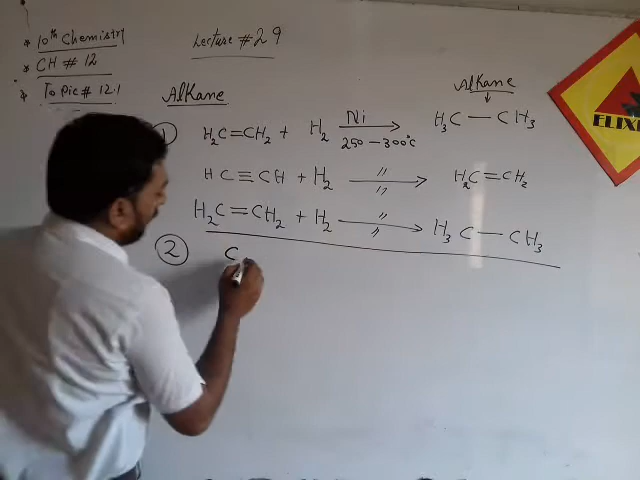 * 10th Chemistry
Lecture # 29
* CH # 12
* Topic # 12.1
Alkane
Alkane
↓
① H₂C=CH₂ + H₂ Ni → H₃C — CH₃
250 – 300°C
HC≡CH + H₂ 〃 → 〃 H₂C=CH₂
H₂C=CH₂ + H₂ 〃 → 〃 H₃C — CH₃
② C
ELIXI